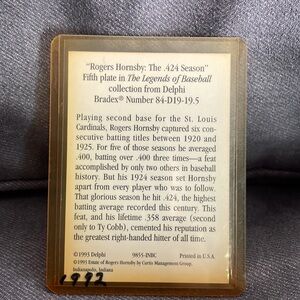 "Rogers Hornsby: The .424 Season"
Fifth plate in The Legends of Baseball
collection from Delphi
Bradex® Number 84-D19-19.5
Playing second base for the St. Louis
Cardinals, Rogers Hornsby captured six con-
secutive batting titles between 1920 and
1925. For five of those seasons he averaged
.400, batting over .400 three times—a feat
accomplished by only two others in baseball
history. But his 1924 season set Hornsby
apart from every player who was to follow.
That glorious season he hit .424, the highest
batting average recorded this century. This
feat, and his lifetime .358 average (second
only to Ty Cobb), cemented his reputation as
the greatest right-handed hitter of all time.
©1993 Delphi 9855-INBC Printed in U.S.A
©1993 Estate of Rogers Hornsby by Curtis Management Group,
Indianapolis, Indiana
1992